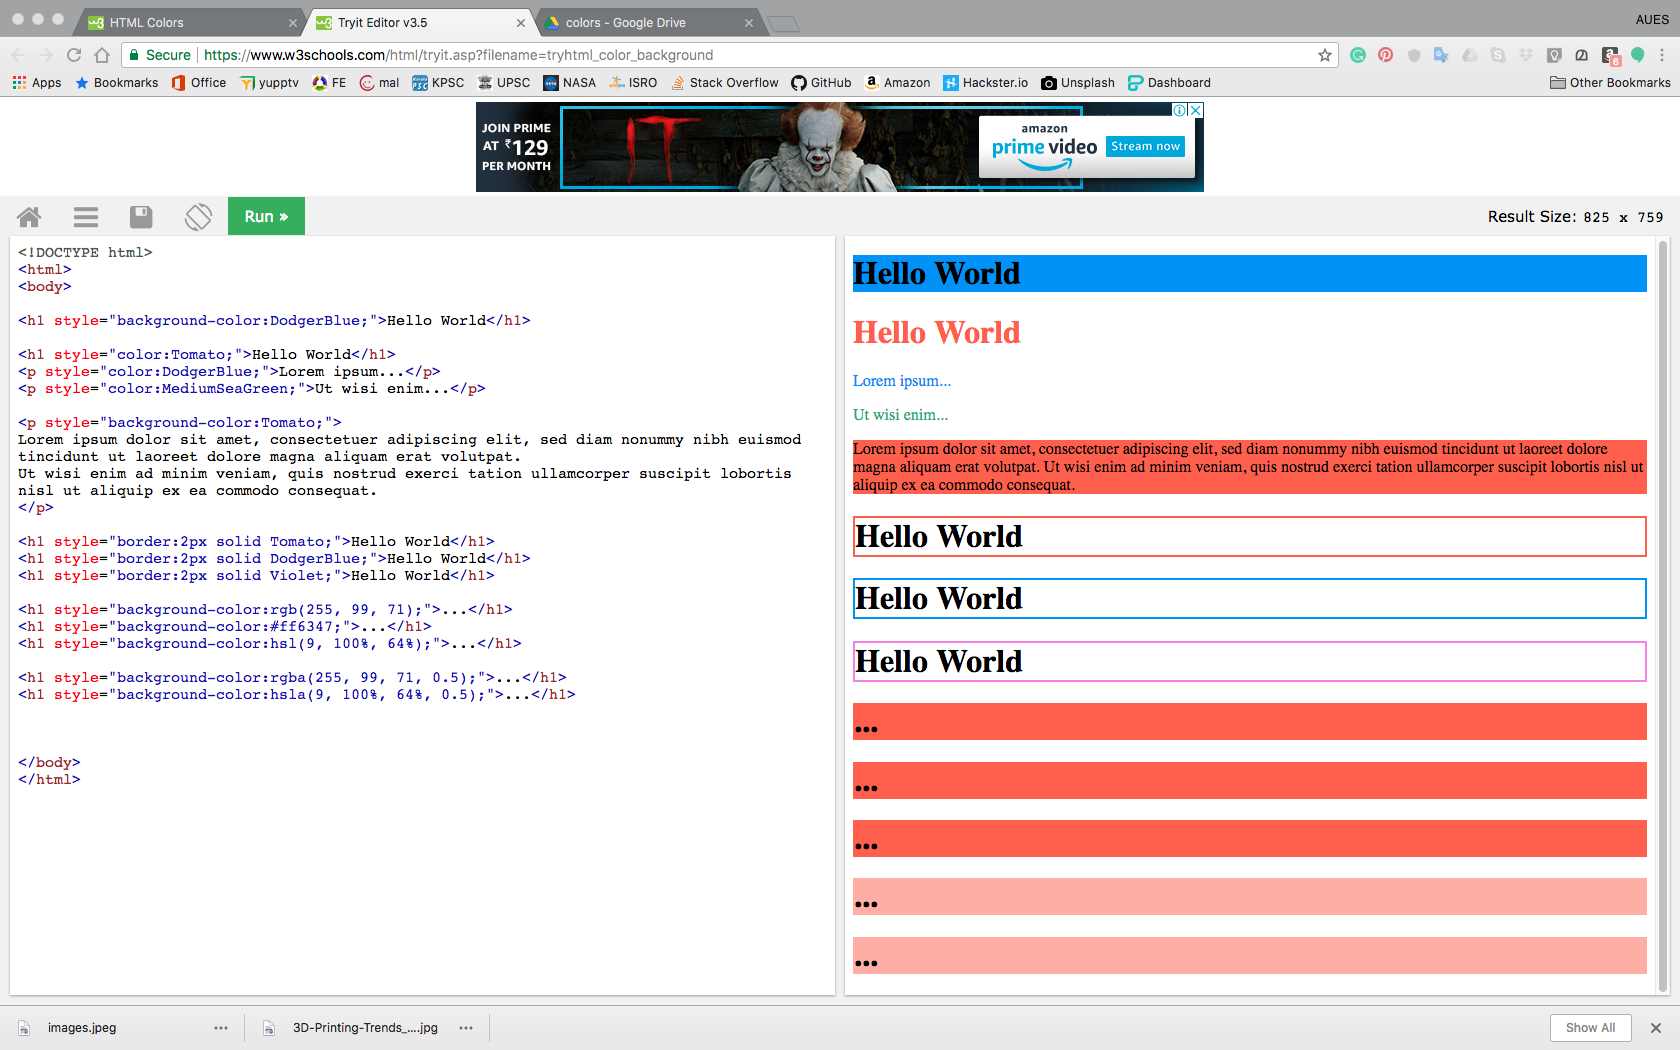 HTML Colors
Tryit Editor v3.5
colors - Google Drive
AUES
Secure
https://www.w3schools.com/html/tryit.asp?filename=tryhtml_color_background
6
Apps
Bookmarks
Office
yupptv
FE
mal
KPSC
UPSC
NASA
ISRO
Stack Overflow
GitHub
Amazon
Hackster.io
Unsplash
Dashboard
Other Bookmarks
JOIN PRIME
AT ₹129
PER MONTH
IT
amazon
prime video
Stream now
Run »
Result Size: 825 x 759
<!DOCTYPE html>
<html>
<body>
<h1 style="background-color:DodgerBlue;">Hello World</h1>
<h1 style="color:Tomato;">Hello World</h1>
<p style="color:DodgerBlue;">Lorem ipsum...</p>
<p style="color:MediumSeaGreen;">Ut wisi enim...</p>
<p style="background-color:Tomato;">
Lorem ipsum dolor sit amet, consectetuer adipiscing elit, sed diam nonummy nibh euismod
tincidunt ut laoreet dolore magna aliquam erat volutpat.
Ut wisi enim ad minim veniam, quis nostrud exerci tation ullamcorper suscipit lobortis
nisl ut aliquip ex ea commodo consequat.
</p>
<h1 style="border:2px solid Tomato;">Hello World</h1>
<h1 style="border:2px solid DodgerBlue;">Hello World</h1>
<h1 style="border:2px solid Violet;">Hello World</h1>
<h1 style="background-color:rgb(255, 99, 71);">...</h1>
<h1 style="background-color:#ff6347;">...</h1>
<h1 style="background-color:hsl(9, 100%, 64%);">...</h1>
<h1 style="background-color:rgba(255, 99, 71, 0.5);">...</h1>
<h1 style="background-color:hsla(9, 100%, 64%, 0.5);">...</h1>
</body>
</html>
Hello World
Hello World
Lorem ipsum...
Ut wisi enim...
Lorem ipsum dolor sit amet, consectetuer adipiscing elit, sed diam nonummy nibh euismod tincidunt ut laoreet dolore
magna aliquam erat volutpat. Ut wisi enim ad minim veniam, quis nostrud exerci tation ullamcorper suscipit lobortis nisl ut
aliquip ex ea commodo consequat.
Hello World
Hello World
Hello World
...
...
...
...
...
images.jpeg
3D-Printing-Trends_....jpg
Show All